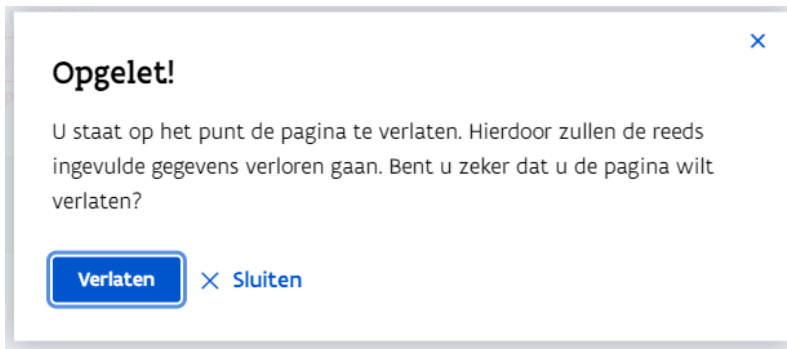 Opgelet!
U staat op het punt de pagina te verlaten. Hierdoor zullen de reeds
ingevulde gegevens verloren gaan. Bent u zeker dat u de pagina wilt
verlaten?
Verlaten Sluiten